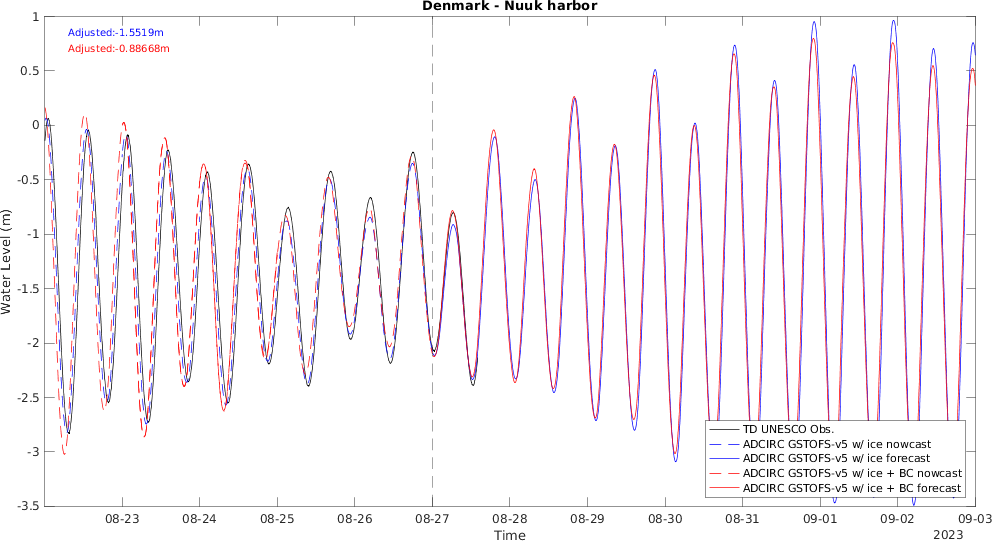 Denmark - Nuuk harbor
Adjusted:-1.5519m
Adjusted:-0.88668m
1
0.5
0
-0.5
-1
-1.5
-2
-2.5
-3
-3.5
Water Level (m)
TD UNESCO Obs.
ADCIRC GSTOFS-v5 w/ ice nowcast
ADCIRC GSTOFS-v5 w/ ice forecast
ADCIRC GSTOFS-v5 w/ ice + BC nowcast
ADCIRC GSTOFS-v5 w/ ice + BC forecast
08-23 08-24 08-25 08-26 08-27 08-28 08-29 08-30 08-31 09-01 09-02 09-03
Time
2023